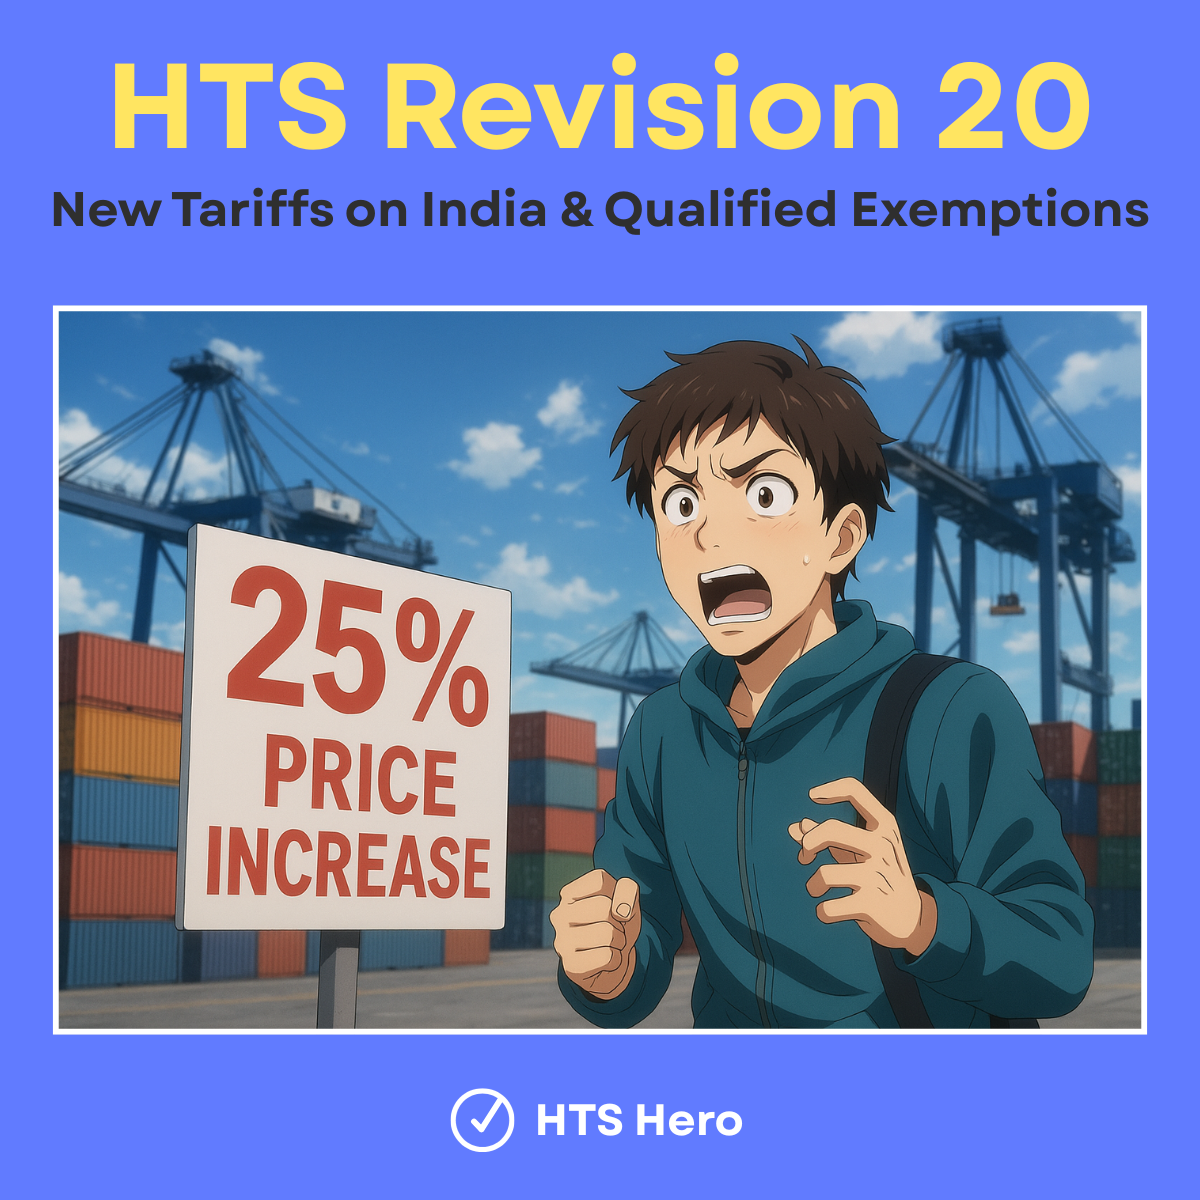 HTS Revision 20
New Tariffs on India & Qualified Exemptions
25%
PRICE
INCREASE
HTS Hero